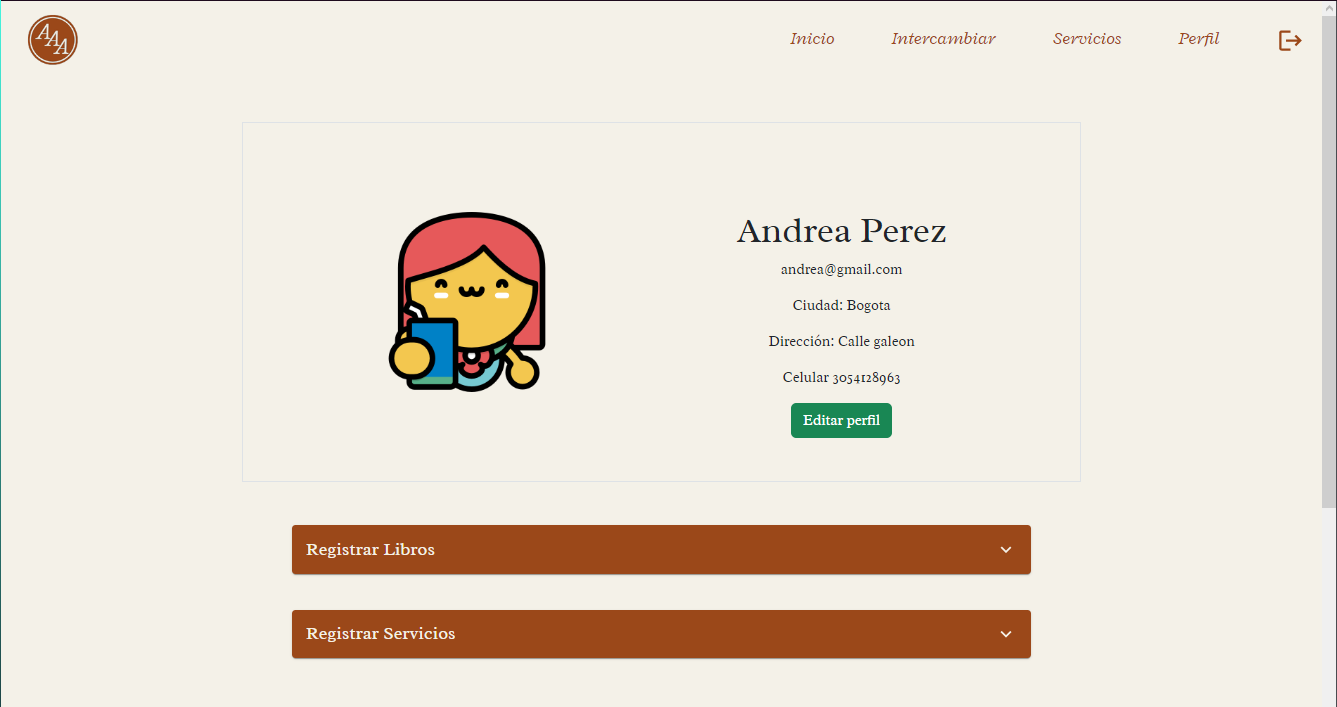 AAA
Inicio Intercambiar Servicios Perfil
Andrea Perez
andrea@gmail.com
Ciudad: Bogota
Dirección: Calle galeon
Celular 3054128963
Editar perfil
Registrar Libros
Registrar Servicios